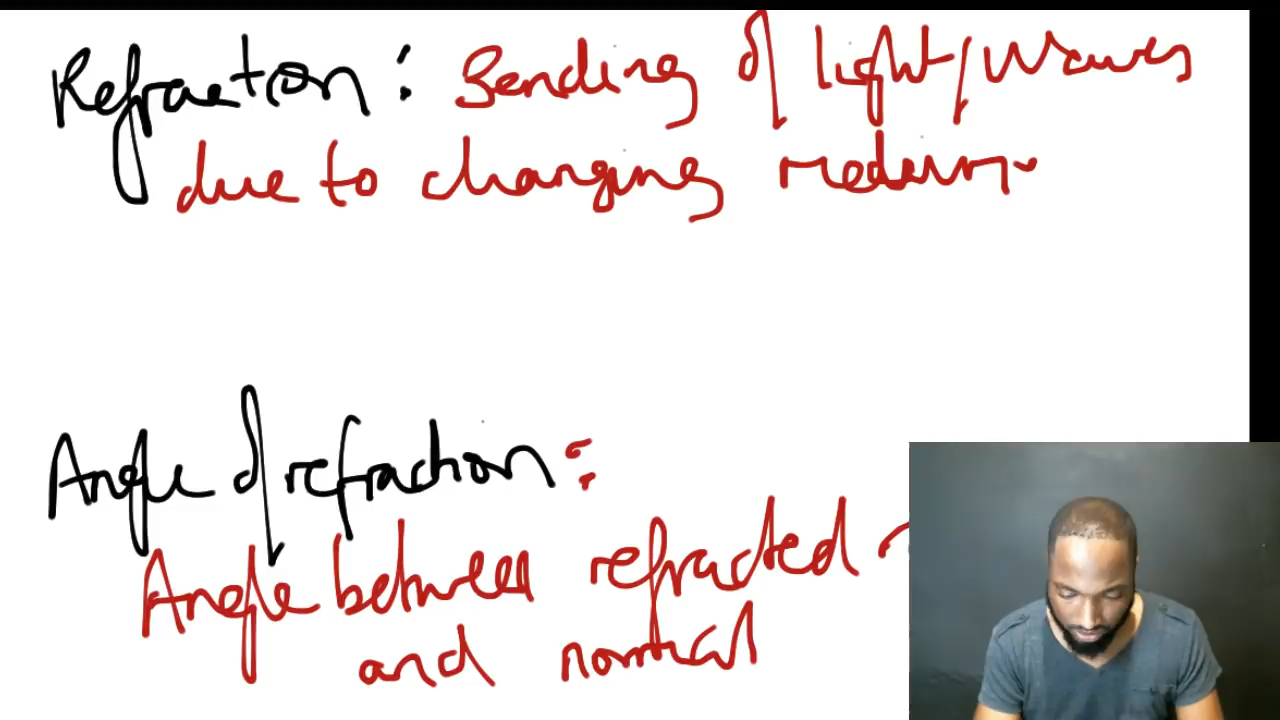 Refraction: Bending of light/waves
due to changing medium.
Angle of refraction:
Angle between refracted
and normal